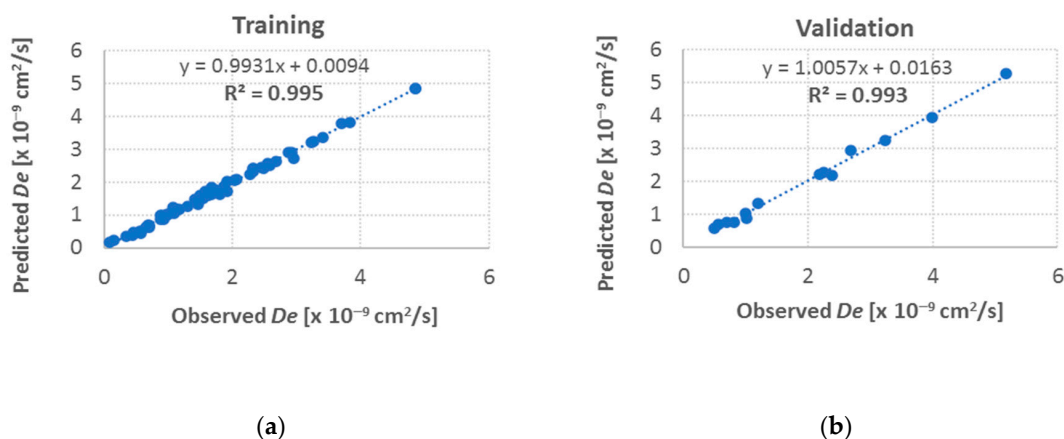 Training
Predicted De [x 10⁻⁹ cm²/s]
6
5
4
3
2
1
0
y = 0.9931x + 0.0094
R² = 0.995
0 2 4 6
Observed De [x 10⁻⁹ cm²/s]
(a)
Validation
Predicted De [x 10⁻⁹ cm²/s]
6
5
4
3
2
1
0
y = 1.0057x + 0.0163
R² = 0.993
0 2 4 6
Observed De [x 10⁻⁹ cm²/s]
(b)